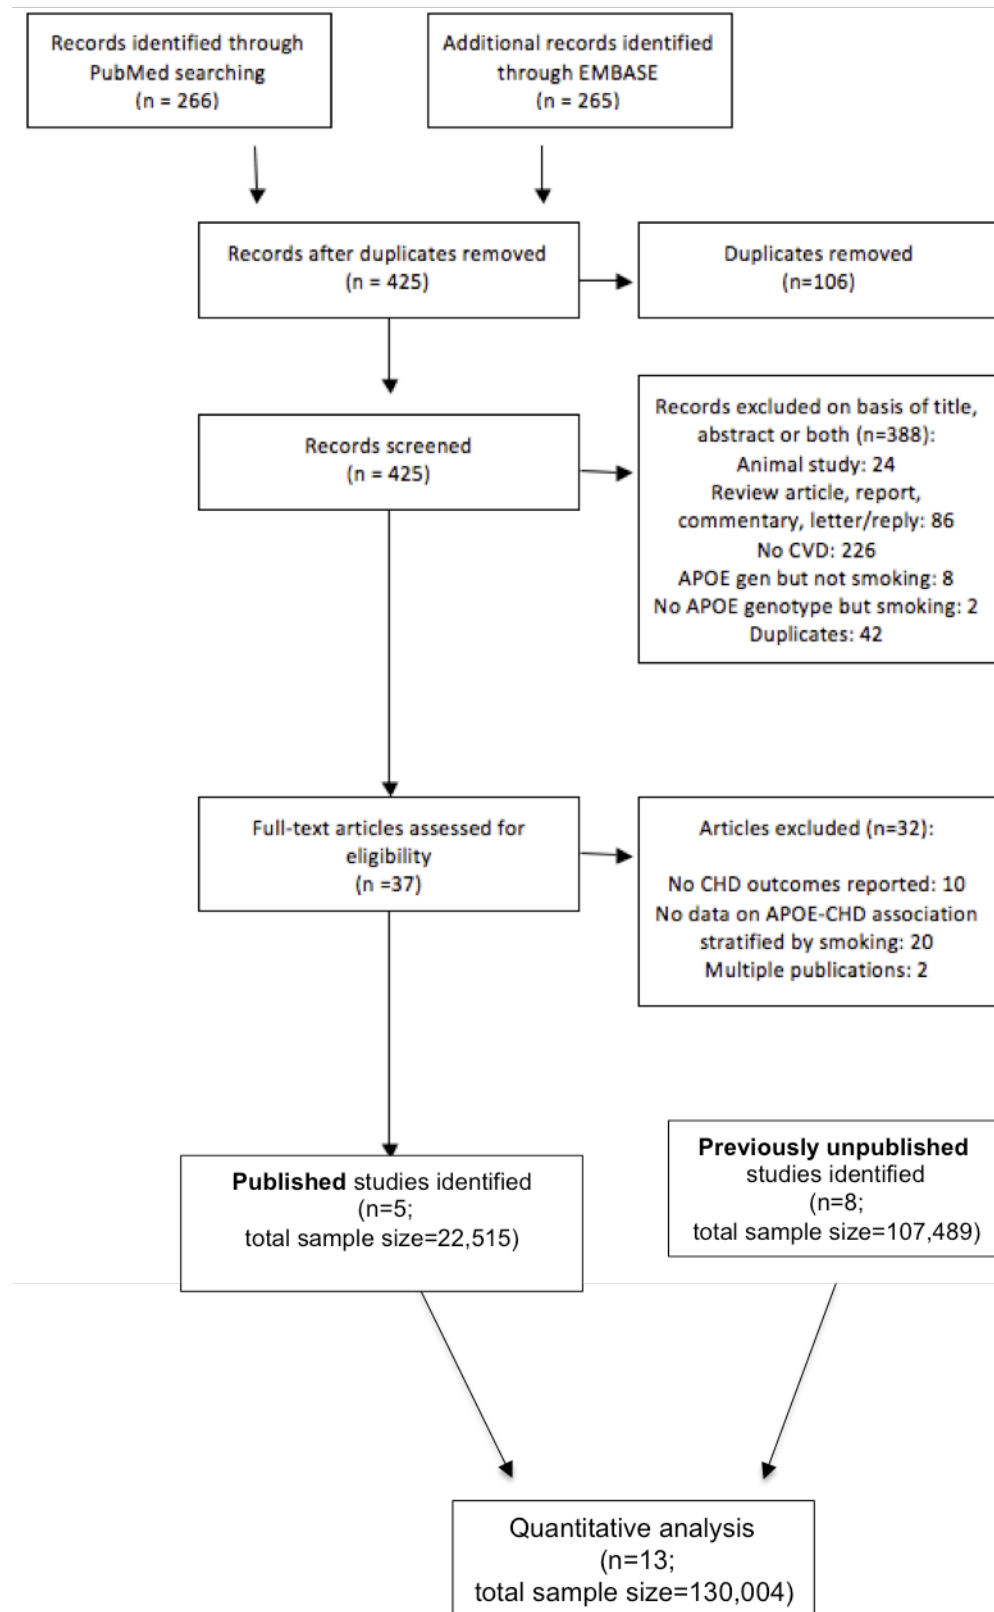 Records identified through
PubMed searching
(n = 266)
Additional records identified
through EMBASE
(n = 265)
Records after duplicates removed
(n = 425)
Duplicates removed
(n=106)
Records screened
(n = 425)
Records excluded on basis of title,
abstract or both (n=388):
Animal study: 24
Review article, report,
commentary, letter/reply: 86
No CVD: 226
APOE gen but not smoking: 8
No APOE genotype but smoking: 2
Duplicates: 42
Full-text articles assessed for
eligibility
(n =37)
Articles excluded (n=32):
No CHD outcomes reported: 10
No data on APOE-CHD association
stratified by smoking: 20
Multiple publications: 2
Published studies identified
(n=5;
total sample size=22,515)
Previously unpublished
studies identified
(n=8;
total sample size=107,489)
Quantitative analysis
(n=13;
total sample size=130,004)